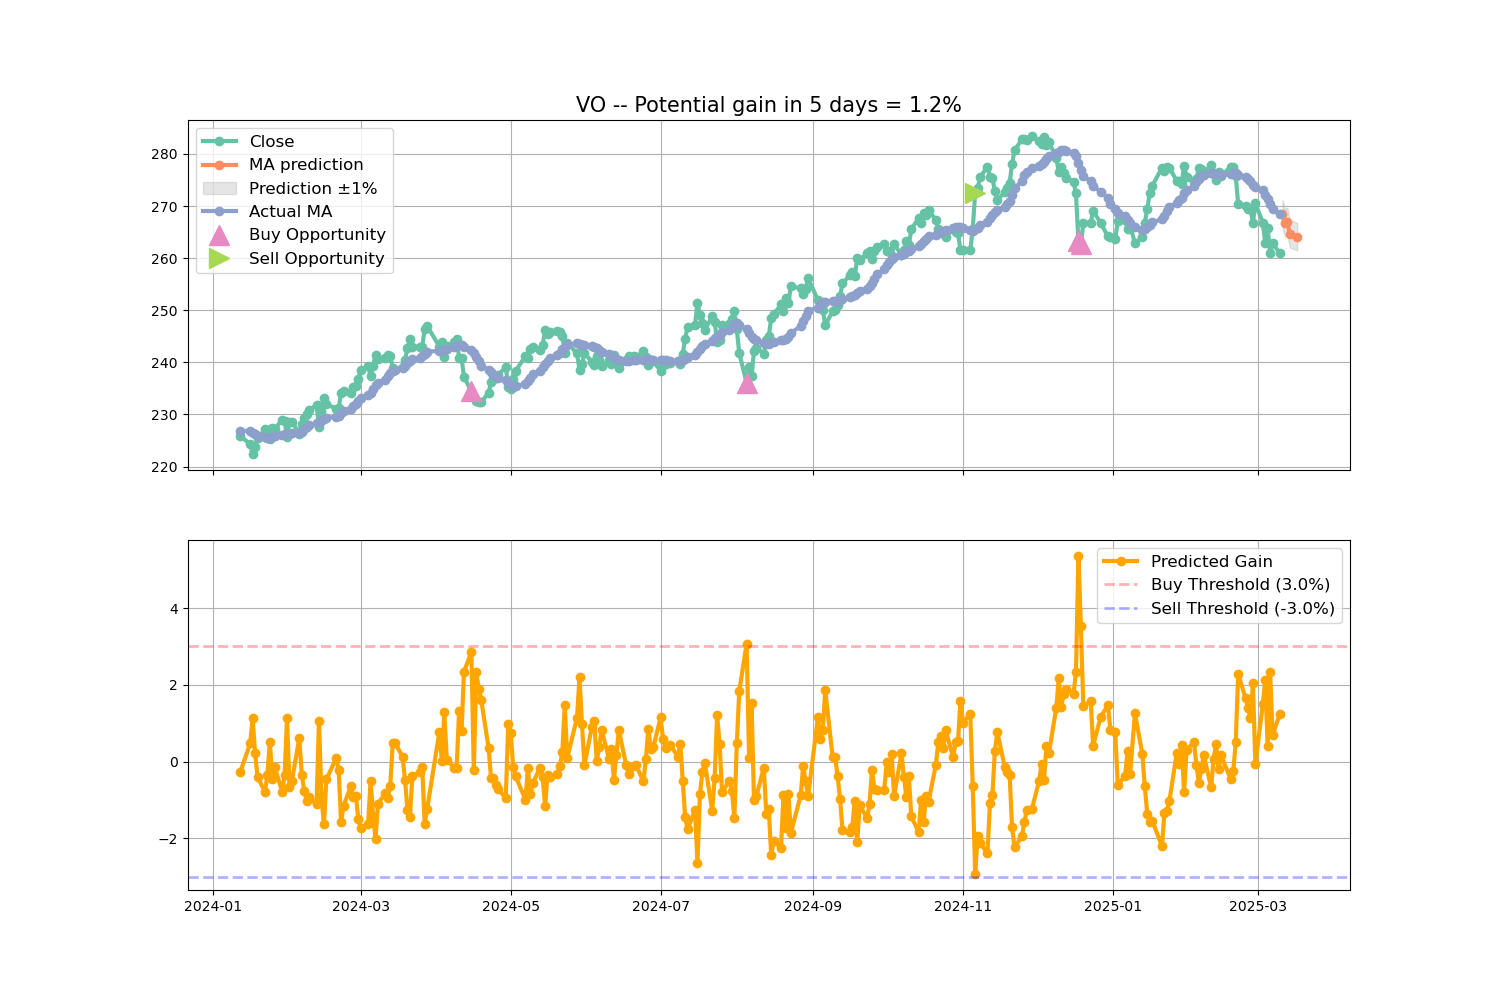 VO -- Potential gain in 5 days = 1.2%
280
270
260
250
240
230
220
Close
MA prediction
Prediction ±1%
Actual MA
Buy Opportunity
Sell Opportunity
4
2
0
−2
Predicted Gain
Buy Threshold (3.0%)
Sell Threshold (-3.0%)
2024-01
2024-03
2024-05
2024-07
2024-09
2024-11
2025-01
2025-03